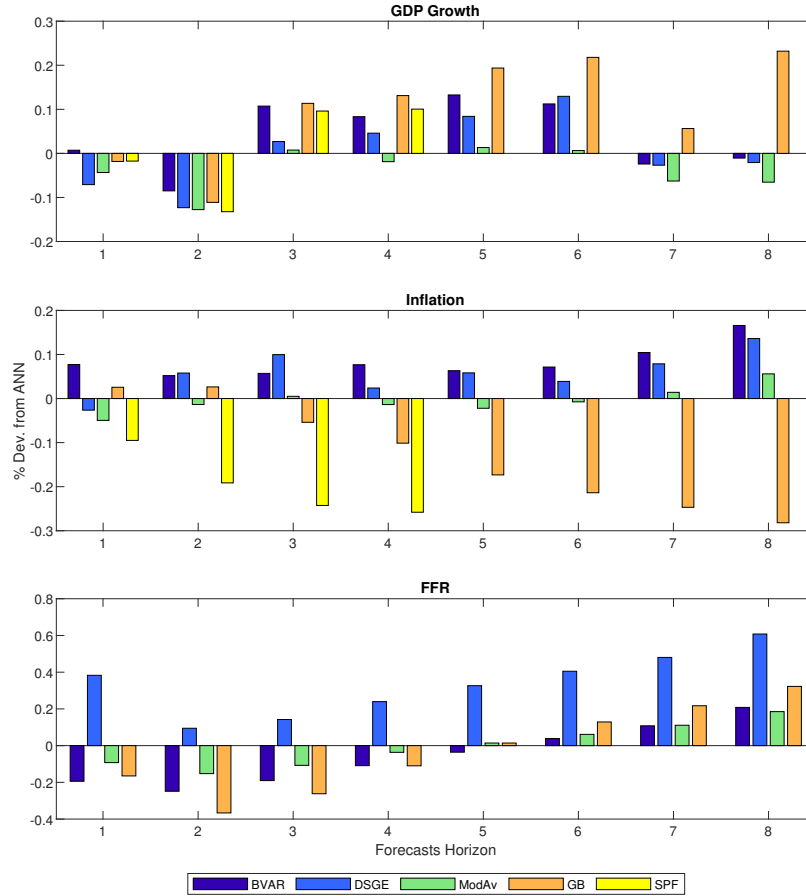 GDP Growth
0.3
0.2
0.1
0
-0.1
-0.2
1 2 3 4 5 6 7 8
Inflation
0.2
0.1
0
-0.1
-0.2
-0.3
% Dev. from ANN
1 2 3 4 5 6 7 8
FFR
0.8
0.6
0.4
0.2
0
-0.2
-0.4
1 2 3 4 5 6 7 8
Forecasts Horizon
BVAR DSGE ModAv GB SPF